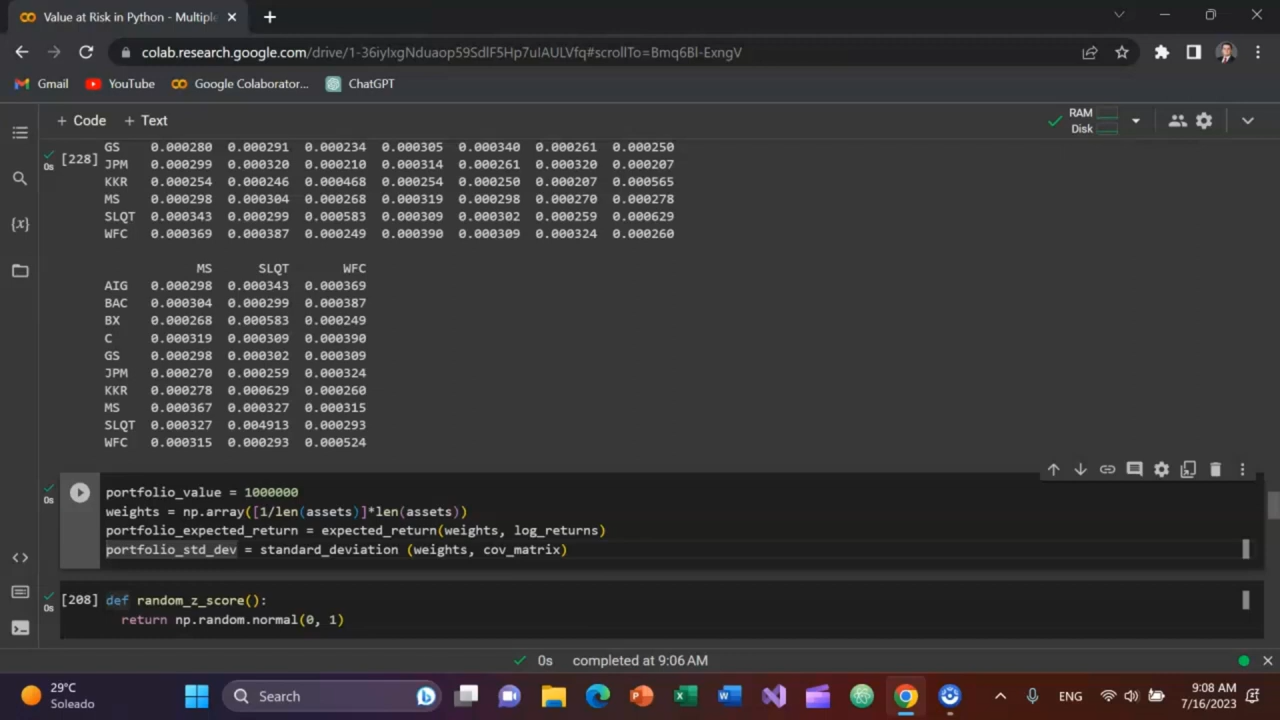 Value at Risk in Python - Multiple
colab.research.google.com/drive/1-36iyIxgNduaop59SdlF5Hp7uIAULVfq#scrollTo=Bmq6Bl-ExngV
Gmail YouTube Google Colaborator... ChatGPT
+ Code + Text RAM
Disk
[228] GS 0.000280 0.000291 0.000234 0.000305 0.000340 0.000261 0.000250
0s JPM 0.000299 0.000320 0.000210 0.000314 0.000261 0.000320 0.000207
KKR 0.000254 0.000246 0.000468 0.000254 0.000250 0.000207 0.000565
MS 0.000298 0.000304 0.000268 0.000319 0.000298 0.000270 0.000278
SLQT 0.000343 0.000299 0.000583 0.000309 0.000302 0.000259 0.000629
WFC 0.000369 0.000387 0.000249 0.000390 0.000309 0.000324 0.000260
MS SLQT WFC
AIG 0.000298 0.000343 0.000369
BAC 0.000304 0.000299 0.000387
BX 0.000268 0.000583 0.000249
C 0.000319 0.000309 0.000390
GS 0.000298 0.000302 0.000309
JPM 0.000270 0.000259 0.000324
KKR 0.000278 0.000629 0.000260
MS 0.000367 0.000327 0.000315
SLQT 0.000327 0.004913 0.000293
WFC 0.000315 0.000293 0.000524
0s portfolio_value = 1000000
weights = np.array([1/len(assets)]*len(assets))
portfolio_expected_return = expected_return(weights, log_returns)
portfolio_std_dev = standard_deviation (weights, cov_matrix)
[208] def random_z_score():
0s return np.random.normal(0, 1)
0s completed at 9:06 AM
29°C
Soleado
Search
ENG
9:08 AM
7/16/2023